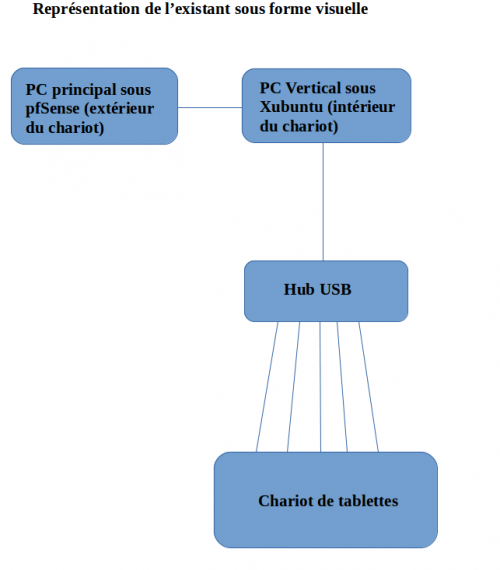 Représentation de l’existant sous forme visuelle
PC principal sous
pfSense (extérieur
du chariot)
PC Vertical sous
Xubuntu (intérieur
du chariot)
Hub USB
Chariot de tablettes